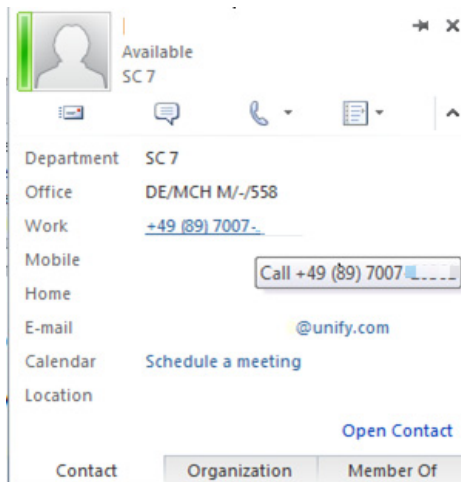 Available
SC 7
Department SC 7
Office DE/MCH M/-/558
Work +49 (89) 7007-
Mobile
Call +49 (89) 7007
Home
E-mail @unify.com
Calendar Schedule a meeting
Location
Open Contact
Contact Organization Member Of